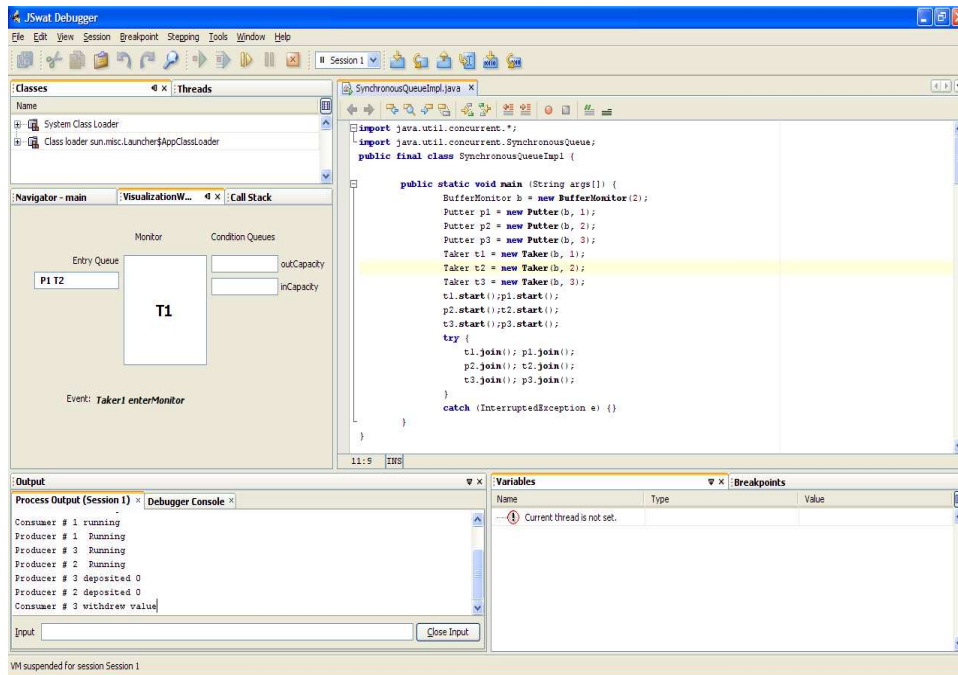 JSwat Debugger
File Edit View Session Breakpoint Stepping Tools Window Help
Session 1
Classes
Threads
Name
System Class Loader
Class loader sun.misc.Launcher$AppClassLoader
Navigator - main
VisualizationW...
Call Stack
Monitor
Condition Queues
Entry Queue
outCapacity
P1 T2
inCapacity
T1
Event: Taker1 enterMonitor
SynchronousQueueImpl.java
import java.util.concurrent.*;
import java.util.concurrent.SynchronousQueue;
public final class SynchronousQueueImpl {
public static void main (String args[]) {
BufferMonitor b = new BufferMonitor(2);
Putter p1 = new Putter(b, 1);
Putter p2 = new Putter(b, 2);
Putter p3 = new Putter(b, 3);
Taker t1 = new Taker(b, 1);
Taker t2 = new Taker(b, 2);
Taker t3 = new Taker(b, 3);
t1.start();p1.start();
p2.start();t2.start();
t3.start();p3.start();
try {
t1.join(); p1.join();
p2.join(); t2.join();
t3.join(); p3.join();
}
catch (InterruptedException e) {}
}
}
11:9 INS
Output
Process Output (Session 1)
Debugger Console
Consumer # 1 running
Producer # 1  Running
Producer # 3  Running
Producer # 2  Running
Producer # 3 deposited 0
Producer # 2 deposited 0
Consumer # 3 withdrew value
Input
Close Input
Variables
Breakpoints
Name Type Value
Current thread is not set.
VM suspended for session Session 1